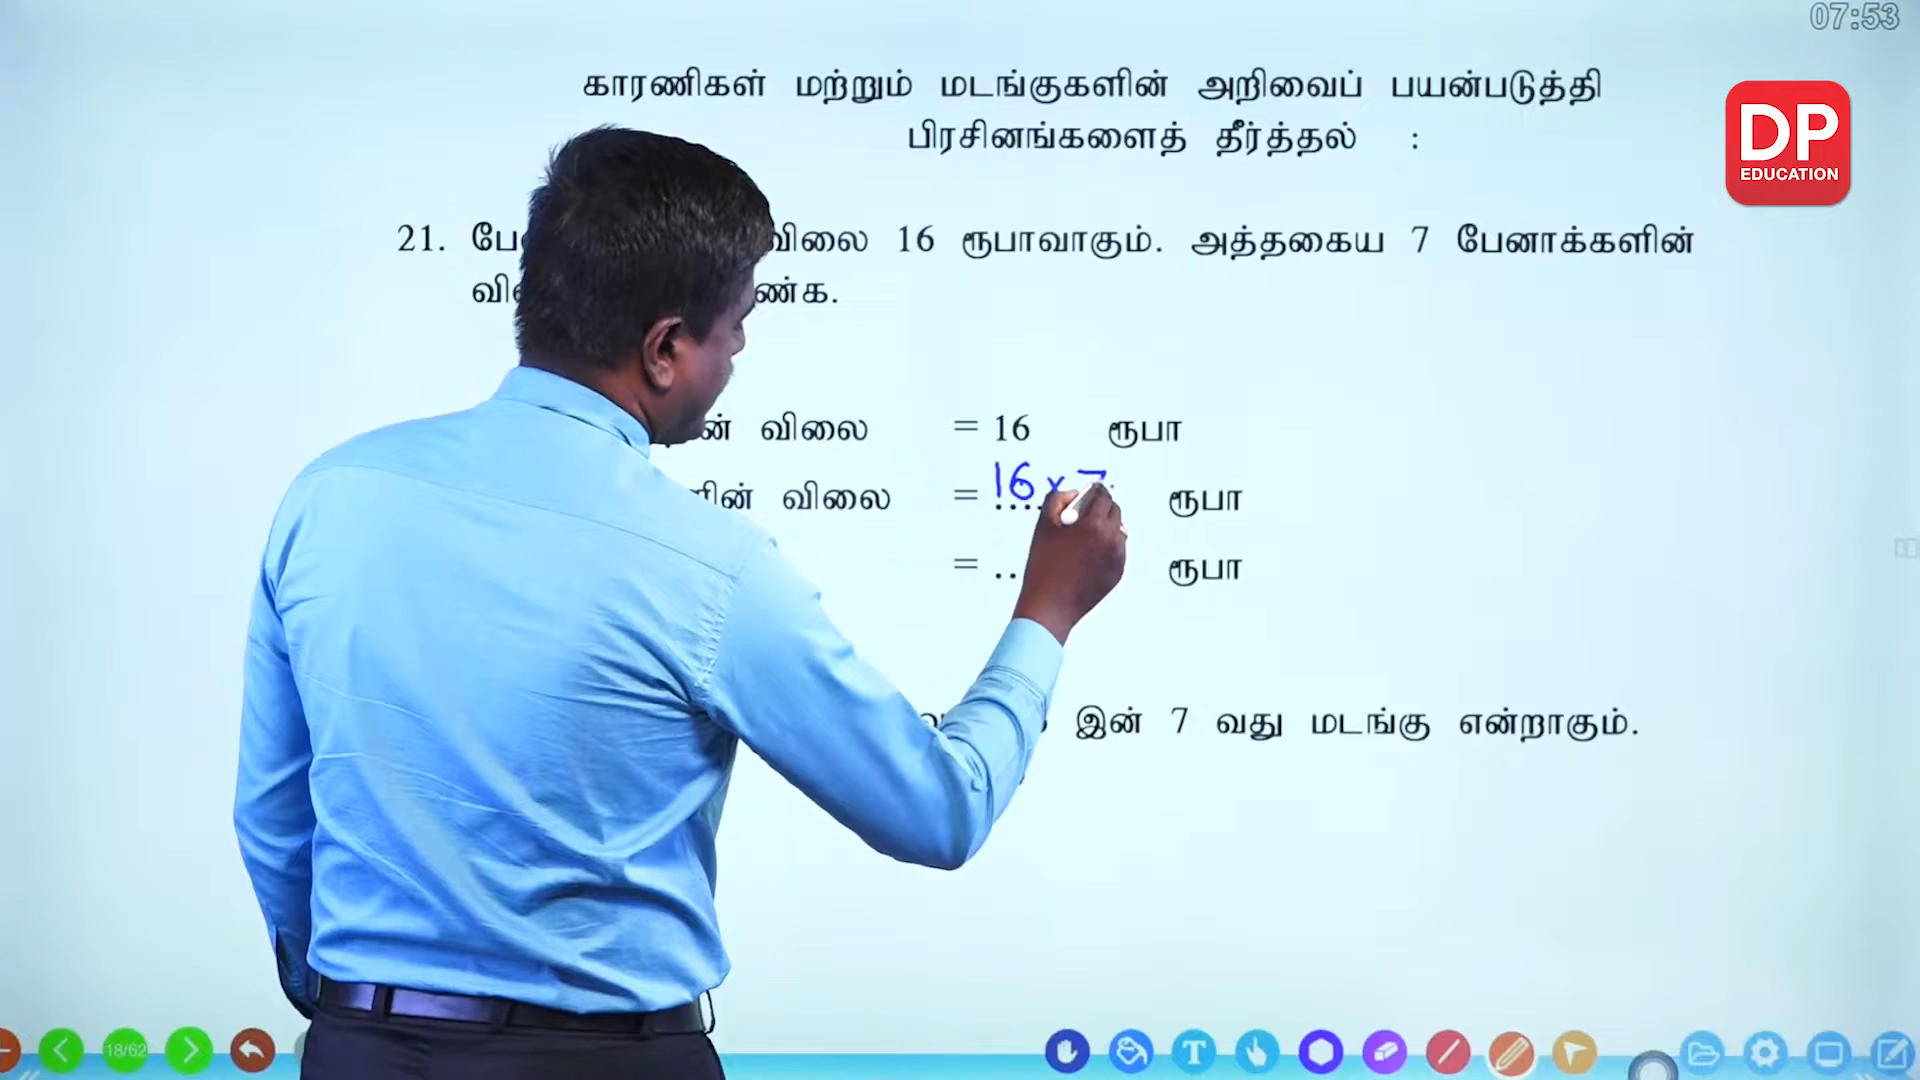 07:53
காரணிகள் மற்றும் மடங்குகளின் அறிவைப் பயன்படுத்தி
DP
EDUCATION
பிரசினங்களைத் தீர்த்தல் :
21. விலை 16 ரூபாவாகும். அத்தகைய 7 பேனாக்களின்
விலை = 16 ரூபா
16 × 7
விலை = .... ரூபா
= .. ரூபா
இன் 7 வது மடங்கு என்றாகும்.
18/62
T